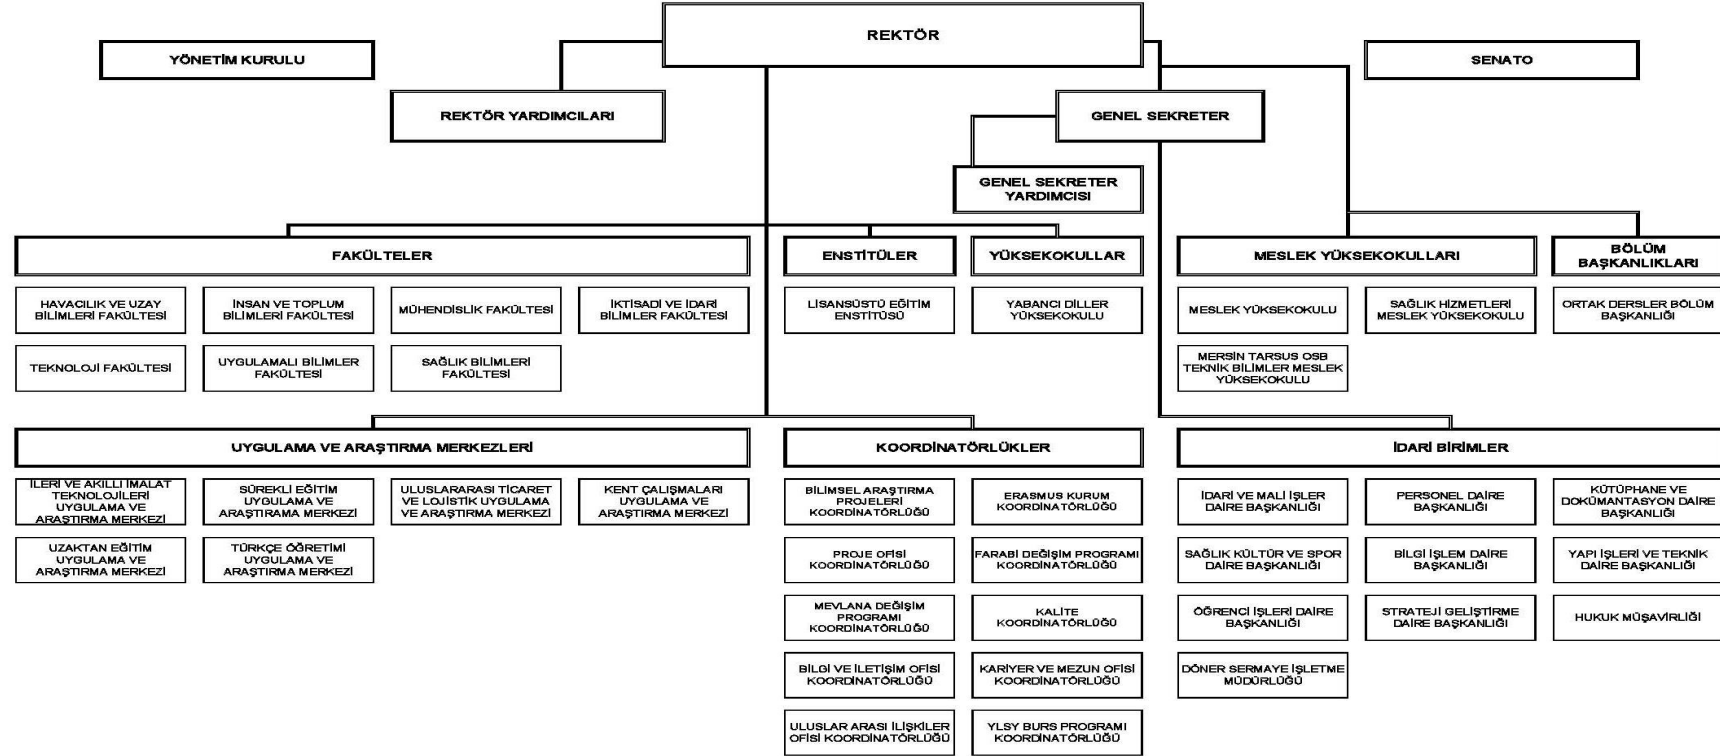 REKTÖR
YÖNETİM KURULU
SENATO
REKTÖR YARDIMCILARI
GENEL SEKRETER
GENEL SEKRETER
YARDIMCISI
FAKÜLTELER
ENSTİTÜLER
YÜKSEKOKULLAR
MESLEK YÜKSEKOKULLARI
BÖLÜM
BAŞKANLIKLARI
HAVACILIK VE UZAY
BİLİMLERİ FAKÜLTESİ
İNSAN VE TOPLUM
BİLİMLERİ FAKÜLTESİ
MÜHENDİSLİK FAKÜLTESİ
İKTİSADİ VE İDARİ
BİLİMLER FAKÜLTESİ
LİSANSÜSTÜ EĞİTİM
ENSTİTÜSÜ
YABANCI DİLLER
YÜKSEKOKULU
MESLEK YÜKSEKOKULU
SAĞLIK HİZMETLERİ
MESLEK YÜKSEKOKULU
ORTAK DERSLER BÖLÜM
BAŞKANLIĞI
TEKNOLOJİ FAKÜLTESİ
UYGULAMALI BİLİMLER
FAKÜLTESİ
SAĞLIK BİLİMLERİ
FAKÜLTESİ
MERSİN TARSUS OSB
TEKNİK BİLİMLER MESLEK
YÜKSEKOKULU
UYGULAMA VE ARAŞTIRMA MERKEZLERİ
KOORDİNATÖRLÜKLER
İDARİ BİRİMLER
İLERİ VE AKILLI İMALAT
TEKNOLOJİLERİ
UYGULAMA VE
ARAŞTIRMA MERKEZİ
SÜREKLİ EĞİTİM
UYGULAMA VE
ARAŞTIRAMA MERKEZİ
ULUSLARARASI TİCARET
VE LOJİSTİK UYGULAMA
VE ARAŞTIRMA MERKEZİ
KENT ÇALIŞMALARI
UYGULAMA VE
ARAŞTIRMA MERKEZİ
BİLİMSEL ARAŞTIRMA
PROJELERİ
KOORDİNATÖRLÜĞÜ
ERASMUS KURUM
KOORDİNATÖRLÜĞÜ
İDARİ VE MALİ İŞLER
DAİRE BAŞKANLIĞI
PERSONEL DAİRE
BAŞKANLIĞI
KÜTÜPHANE VE
DOKÜMANTASYON DAİRE
BAŞKANLIĞI
UZAKTAN EĞİTİM
UYGULAMA VE
ARAŞTIRMA MERKEZİ
TÜRKÇE ÖĞRETİMİ
UYGULAMA VE
ARAŞTIRMA MERKEZİ
PROJE OFİSİ
KOORDİNATÖRLÜĞÜ
FARABİ DEĞİŞİM PROGRAMI
KOORDİNATÖRLÜĞÜ
SAĞLIK KÜLTÜR VE SPOR
DAİRE BAŞKANLIĞI
BİLGİ İŞLEM DAİRE
BAŞKANLIĞI
YAPI İŞLERİ VE TEKNİK
DAİRE BAŞKANLIĞI
MEVLANA DEĞİŞİM
PROGRAMI
KOORDİNATÖRLÜĞÜ
KALİTE
KOORDİNATÖRLÜĞÜ
ÖĞRENCİ İŞLERİ DAİRE
BAŞKANLIĞI
STRATEJİ GELİŞTİRME
DAİRE BAŞKANLIĞI
HUKUK MÜŞAVİRLİĞİ
BİLGİ VE İLETİŞİM OFİSİ
KOORDİNATÖRLÜĞÜ
KARİYER VE MEZUN OFİSİ
KOORDİNATÖRLÜĞÜ
DÖNER SERMAYE İŞLETME
MÜDÜRLÜĞÜ
ULUSLAR ARASI İLİŞKİLER
OFİSİ KOORDİNATÖRLÜĞÜ
YLSY BURS PROGRAMI
KOORDİNATÖRLÜĞÜ